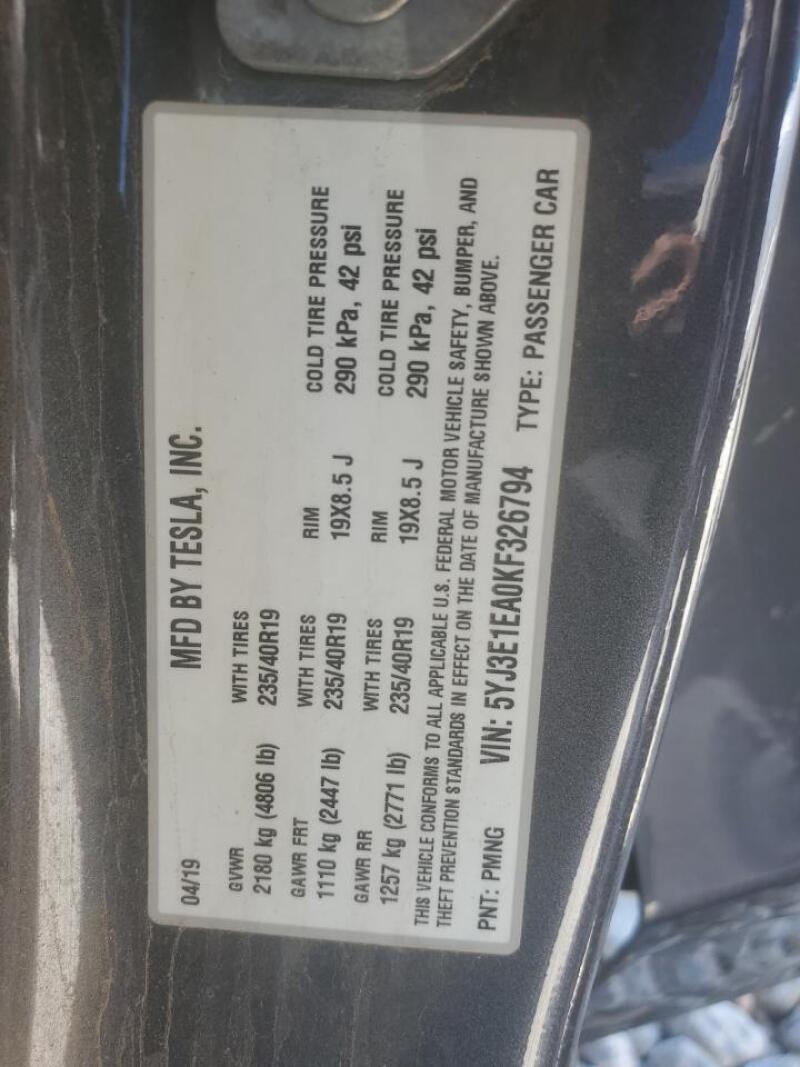 04/19 MFD BY TESLA, INC.
GVWR WITH TIRES
2180 kg (4806 lb) 235/40R19
GAWR FRT WITH TIRES RIM COLD TIRE PRESSURE
1110 kg (2447 lb) 235/40R19 19X8.5 J 290 kPa, 42 psi
GAWR RR WITH TIRES RIM COLD TIRE PRESSURE
1257 kg (2771 lb) 235/40R19 19X8.5 J 290 kPa, 42 psi
THIS VEHICLE CONFORMS TO ALL APPLICABLE U.S. FEDERAL MOTOR VEHICLE SAFETY, BUMPER, AND
THEFT PREVENTION STANDARDS IN EFFECT ON THE DATE OF MANUFACTURE SHOWN ABOVE.
PNT: PMNG VIN: 5YJ3E1EA0KF326794 TYPE: PASSENGER CAR